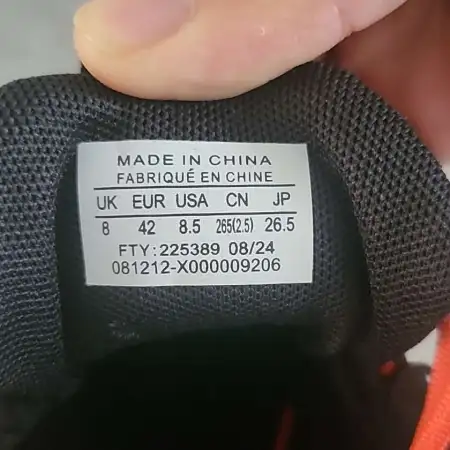 MADE IN CHINA
FABRIQUÉ EN CHINE
UK EUR USA CN JP
8 42 8.5 265(2.5) 26.5
FTY: 225389 08/24
081212-X000009206